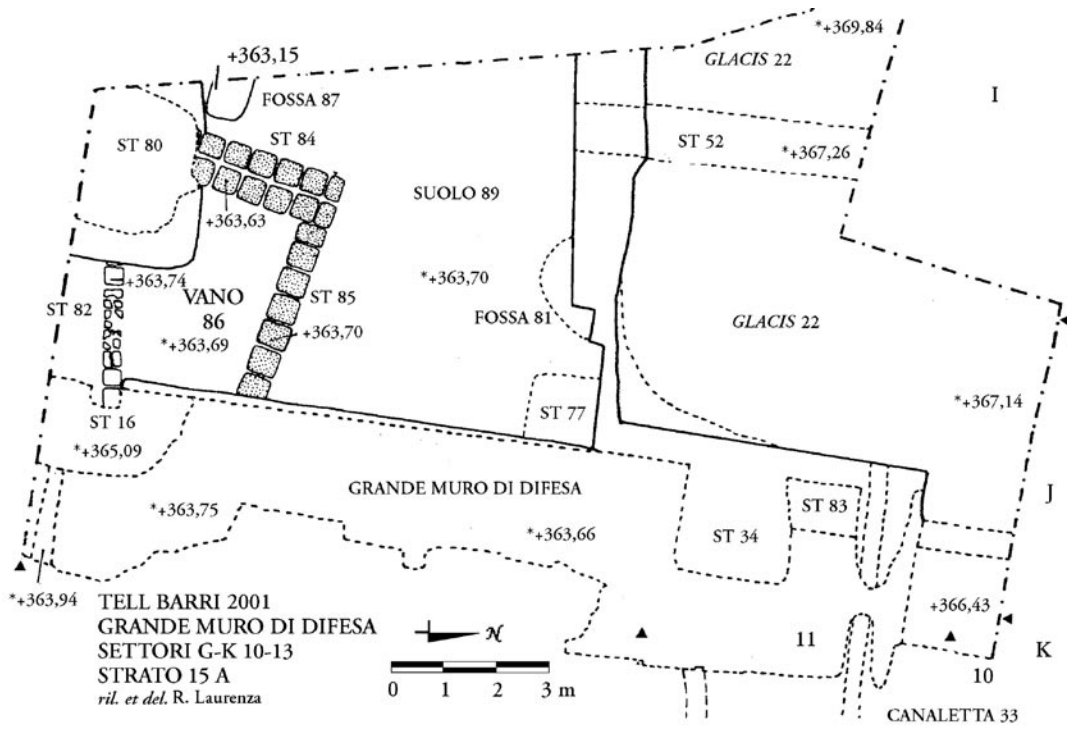 *+369,84
GLACIS 22
I
+363,15
FOSSA 87
ST 84
ST 80
ST 52
*+367,26
SUOLO 89
+363,63
*+363,70
+363,74
VANO
86
ST 82
ST 85
+363,70
*+363,69
FOSSA 81
GLACIS 22
*+367,14
ST 77
ST 16
*+365,09
GRANDE MURO DI DIFESA
ST 83
J
*+363,75
*+363,66
ST 34
*+363,94
+366,43
11
10
K
CANALETTA 33
TELL BARRI 2001
GRANDE MURO DI DIFESA
SETTORI G-K 10-13
STRATO 15 A
ril. et del. R. Laurenza
N
0 1 2 3 m